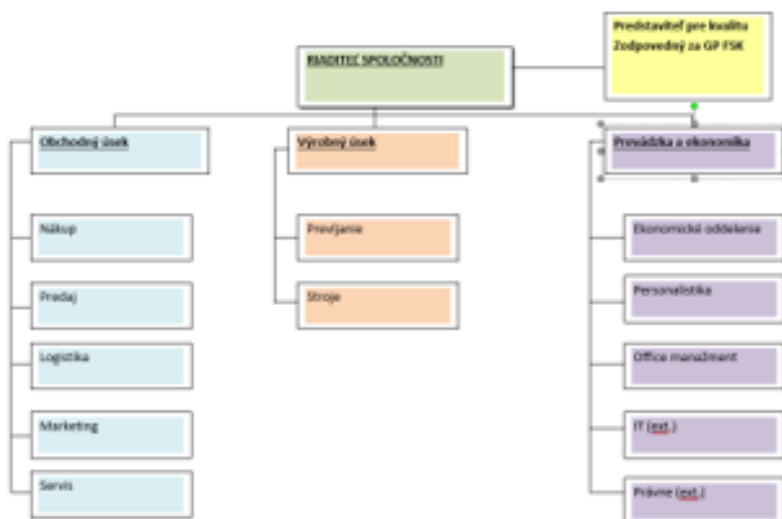 Predstaviteľ pre kvalitu
Zodpovedný za GP FSK
RIADITEĽ SPOLOČNOSTI
Obchodný úsek
Výrobný úsek
Prevádzka a ekonomika
Nákup
Prevíjanie
Ekonomické oddelenie
Predaj
Stroje
Personalistika
Logistika
Office manažment
Marketing
IT (ext.)
Servis
Právne (ext.)